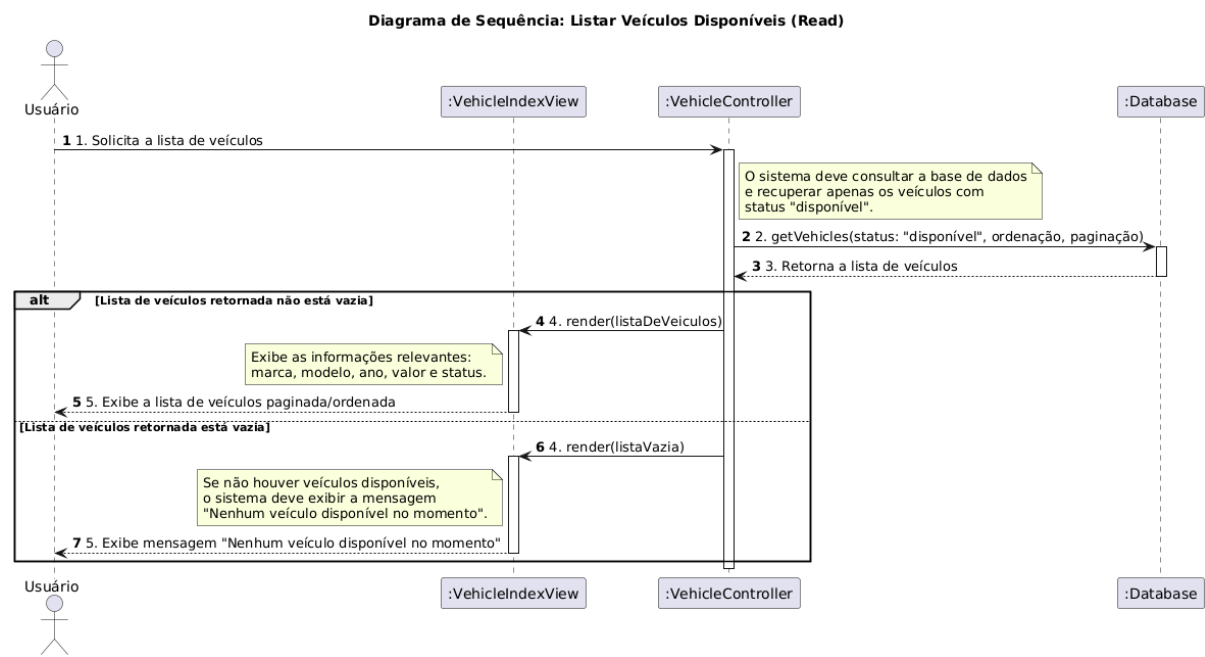 Diagrama de Sequência: Listar Veículos Disponíveis (Read)
Usuário
:VehicleIndexView
:VehicleController
:Database
1 1. Solicita a lista de veículos
O sistema deve consultar a base de dados
e recuperar apenas os veículos com
status "disponível".
2 2. getVehicles(status: "disponível", ordenação, paginação)
3 3. Retorna a lista de veículos
alt [Lista de veículos retornada não está vazia]
4 4. render(listaDeVeiculos)
Exibe as informações relevantes:
marca, modelo, ano, valor e status.
5 5. Exibe a lista de veículos paginada/ordenada
[Lista de veículos retornada está vazia]
6 4. render(listaVazia)
Se não houver veículos disponíveis,
o sistema deve exibir a mensagem
"Nenhum veículo disponível no momento".
7 5. Exibe mensagem "Nenhum veículo disponível no momento"
Usuário
:VehicleIndexView
:VehicleController
:Database